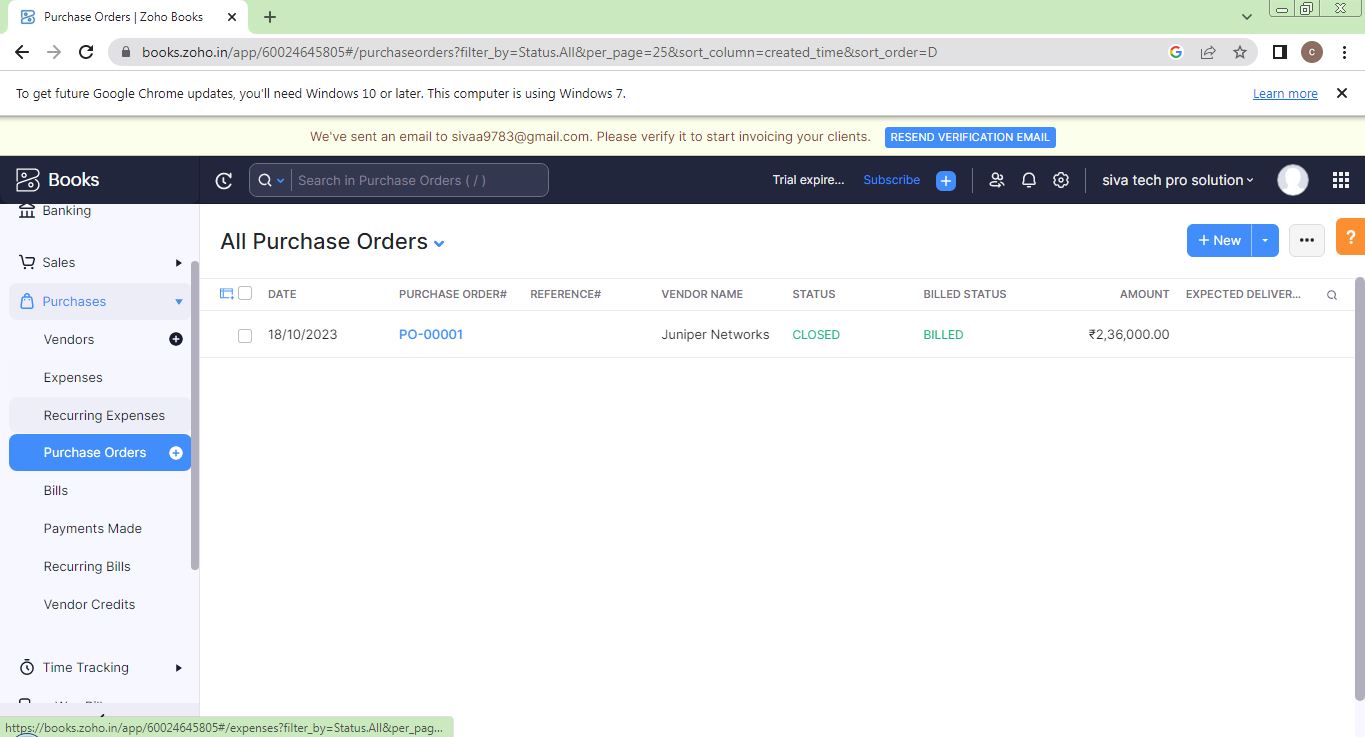 Purchase Orders | Zoho Books
books.zoho.in/app/60024645805#/purchaseorders?filter_by=Status.All&per_page=25&sort_column=created_time&sort_order=D
C
To get future Google Chrome updates, you'll need Windows 10 or later. This computer is using Windows 7.
Learn more
We've sent an email to sivaa9783@gmail.com. Please verify it to start invoicing your clients.
RESEND VERIFICATION EMAIL
Books
Search in Purchase Orders ( / )
Trial expire...
Subscribe
siva tech pro solution
Banking
Sales
Purchases
Vendors
Expenses
Recurring Expenses
Purchase Orders
Bills
Payments Made
Recurring Bills
Vendor Credits
Time Tracking
All Purchase Orders
+ New
?
DATE PURCHASE ORDER# REFERENCE# VENDOR NAME STATUS BILLED STATUS AMOUNT EXPECTED DELIVER...
18/10/2023 PO-00001 Juniper Networks CLOSED BILLED ₹2,36,000.00
https://books.zoho.in/app/60024645805#/expenses?filter_by=Status.All&per_pag...